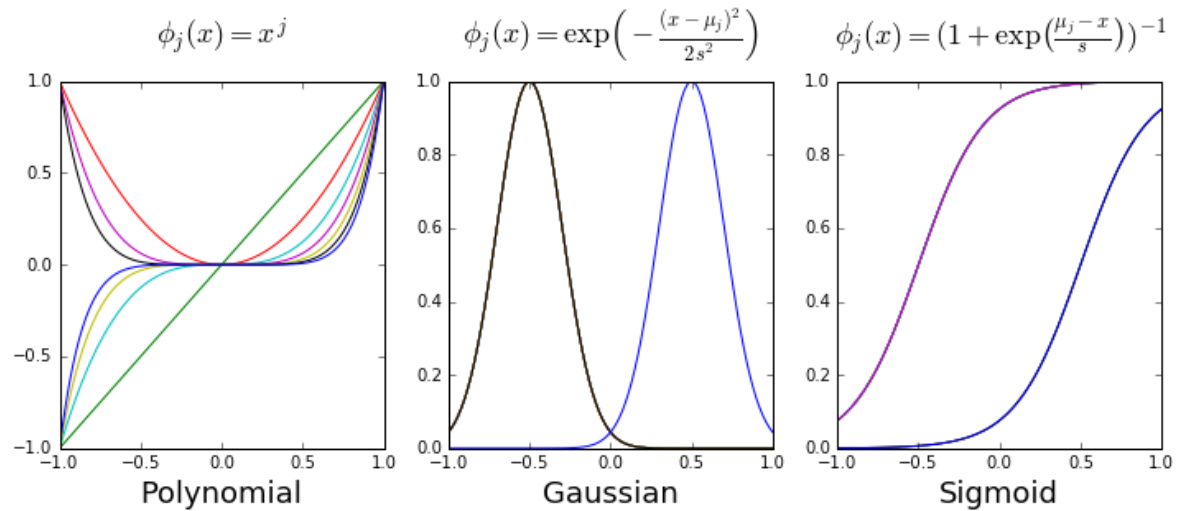 ϕ_j(x) = x^j
ϕ_j(x) = exp(−(x−μ_j)²/2s²)
ϕ_j(x) = (1 + exp((μ_j−x)/s))^−1
1.0
0.5
0.0
−0.5
−1.0
−1.0 −0.5 0.0 0.5 1.0
Polynomial
1.0
0.8
0.6
0.4
0.2
0.0
−1.0 −0.5 0.0 0.5 1.0
Gaussian
1.0
0.8
0.6
0.4
0.2
0.0
−1.0 −0.5 0.0 0.5 1.0
Sigmoid